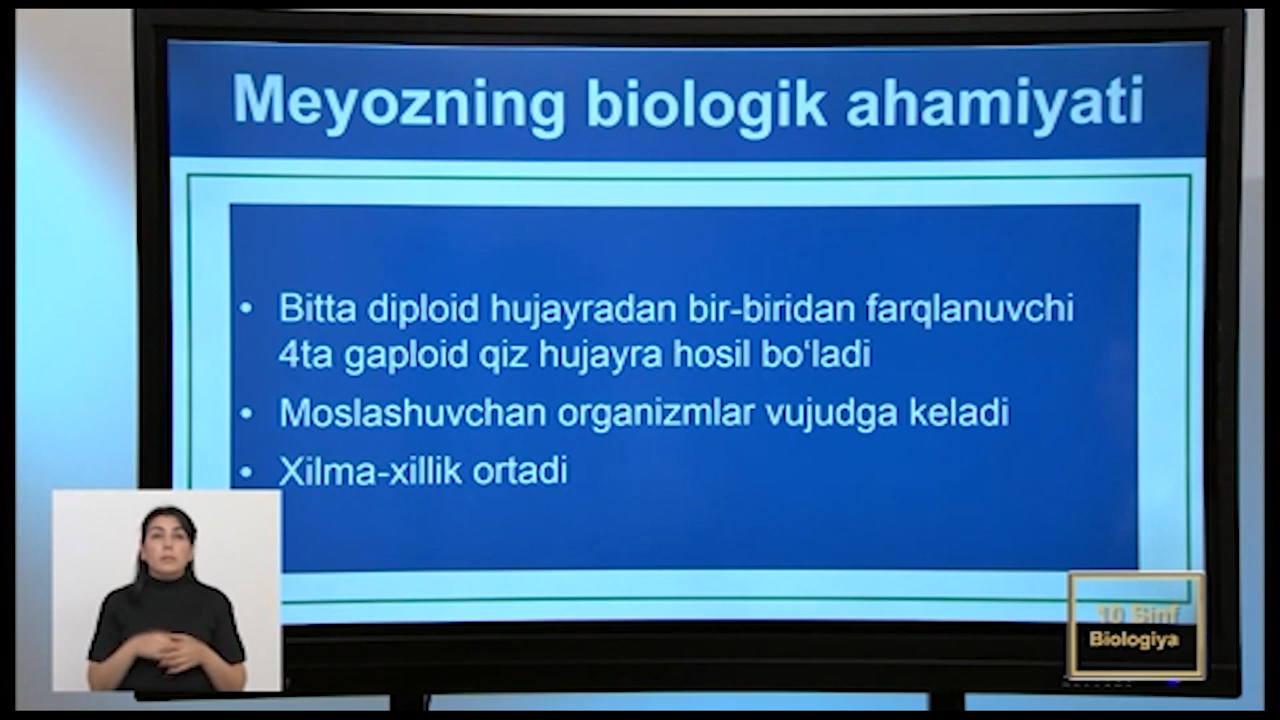 Meyozning biologik ahamiyati
• Bitta diploid hujayradan bir-biridan farqlanuvchi
4ta gaploid qiz hujayra hosil bo‘ladi
• Moslashuvchan organizmlar vujudga keladi
• Xilma-xillik ortadi
10 Sinf
Biologiya